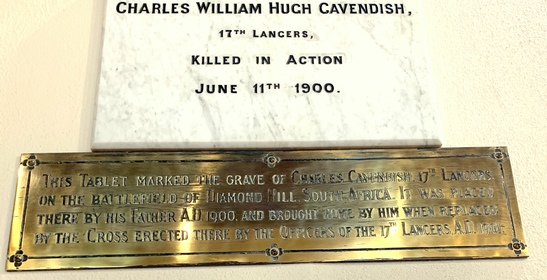 CHARLES WILLIAM HUGH CAVENDISH,
17TH LANCERS,
KILLED IN ACTION
JUNE 11TH 1900.
THIS TABLET MARKED THE GRAVE OF CHARLES CAVENDISH, 17TH LANCERS
ON THE BATTLEFIELD OF DIAMOND HILL, SOUTH AFRICA. IT WAS PLACED
THERE BY HIS FATHER A.D 1900, AND BROUGHT HOME BY HIM WHEN REPLACED
BY THE CROSS ERECTED THERE BY THE OFFICERS OF THE 17TH LANCERS, A.D.